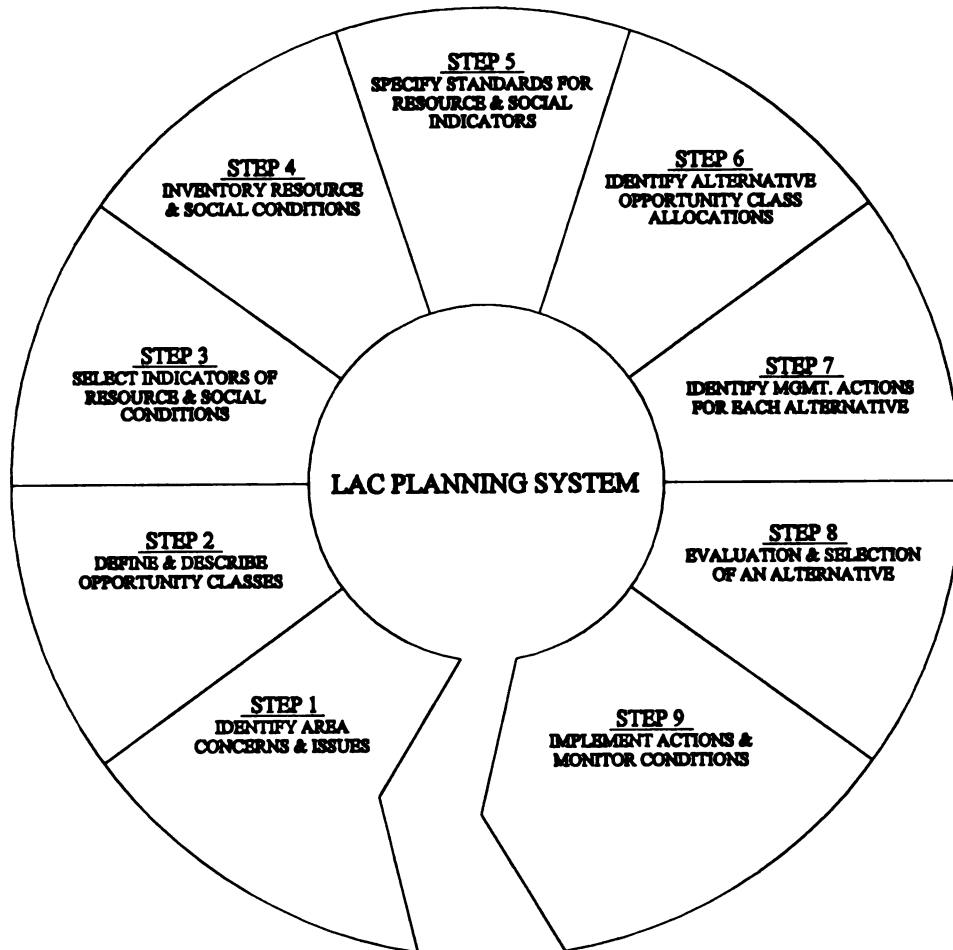 STEP 5
SPECIFY STANDARDS FOR
RESOURCE & SOCIAL
INDICATORS
STEP 4
INVENTORY RESOURCE
& SOCIAL CONDITIONS
STEP 6
IDENTIFY ALTERNATIVE
OPPORTUNITY CLASS
ALLOCATIONS
STEP 3
SELECT INDICATORS OF
RESOURCE & SOCIAL
CONDITIONS
STEP 7
IDENTIFY MGMT. ACTIONS
FOR EACH ALTERNATIVE
LAC PLANNING SYSTEM
STEP 2
DEFINE & DESCRIBE
OPPORTUNITY CLASSES
STEP 8
EVALUATION & SELECTION
OF AN ALTERNATIVE
STEP 1
IDENTIFY AREA
CONCERNS & ISSUES
STEP 9
IMPLEMENT ACTIONS &
MONITOR CONDITIONS